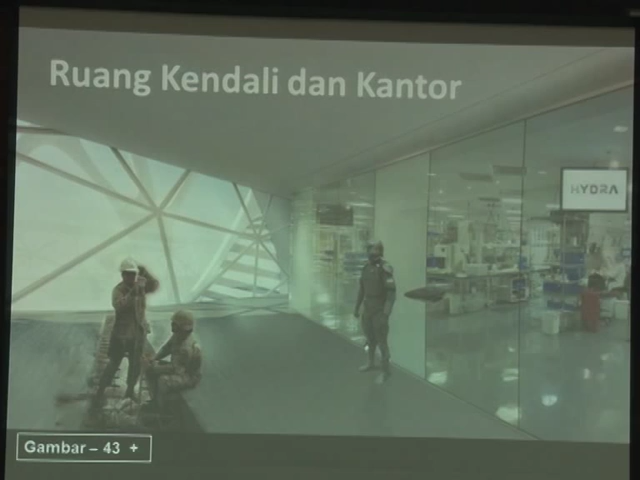 Ruang Kendali dan Kantor
HYDRA
Gambar – 43 +